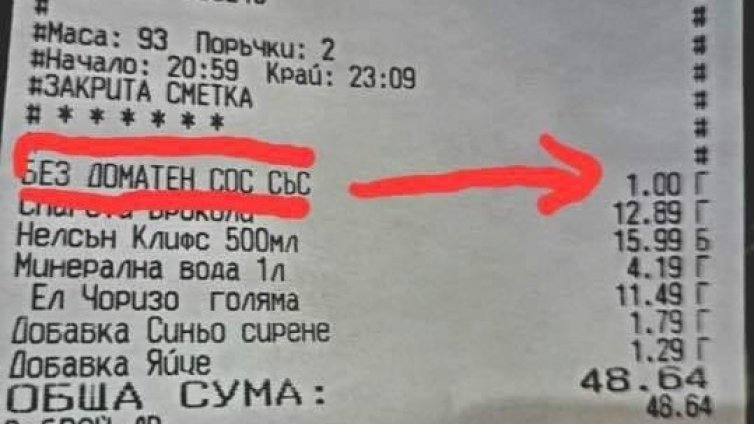 #
#Маса: 93 Поръчки: 2 #
#Начало: 20:59 Край: 23:09 #
#ЗАКРИТА СМЕТКА #
# * * * * * * #
#
БЕЗ ДОМАТЕН СОС СЪС 1.00 Г
12.89 Г
Нелсън Клифс 500мл 15.99 Б
Минерална вода 1л 4.19 Г
Ел Чоризо голяма 11.49 Г
Добавка Синьо сирене 1.79 Г
Добавка Яйце 1.29 Г
ОБЩА СУМА: 48.64
48.64